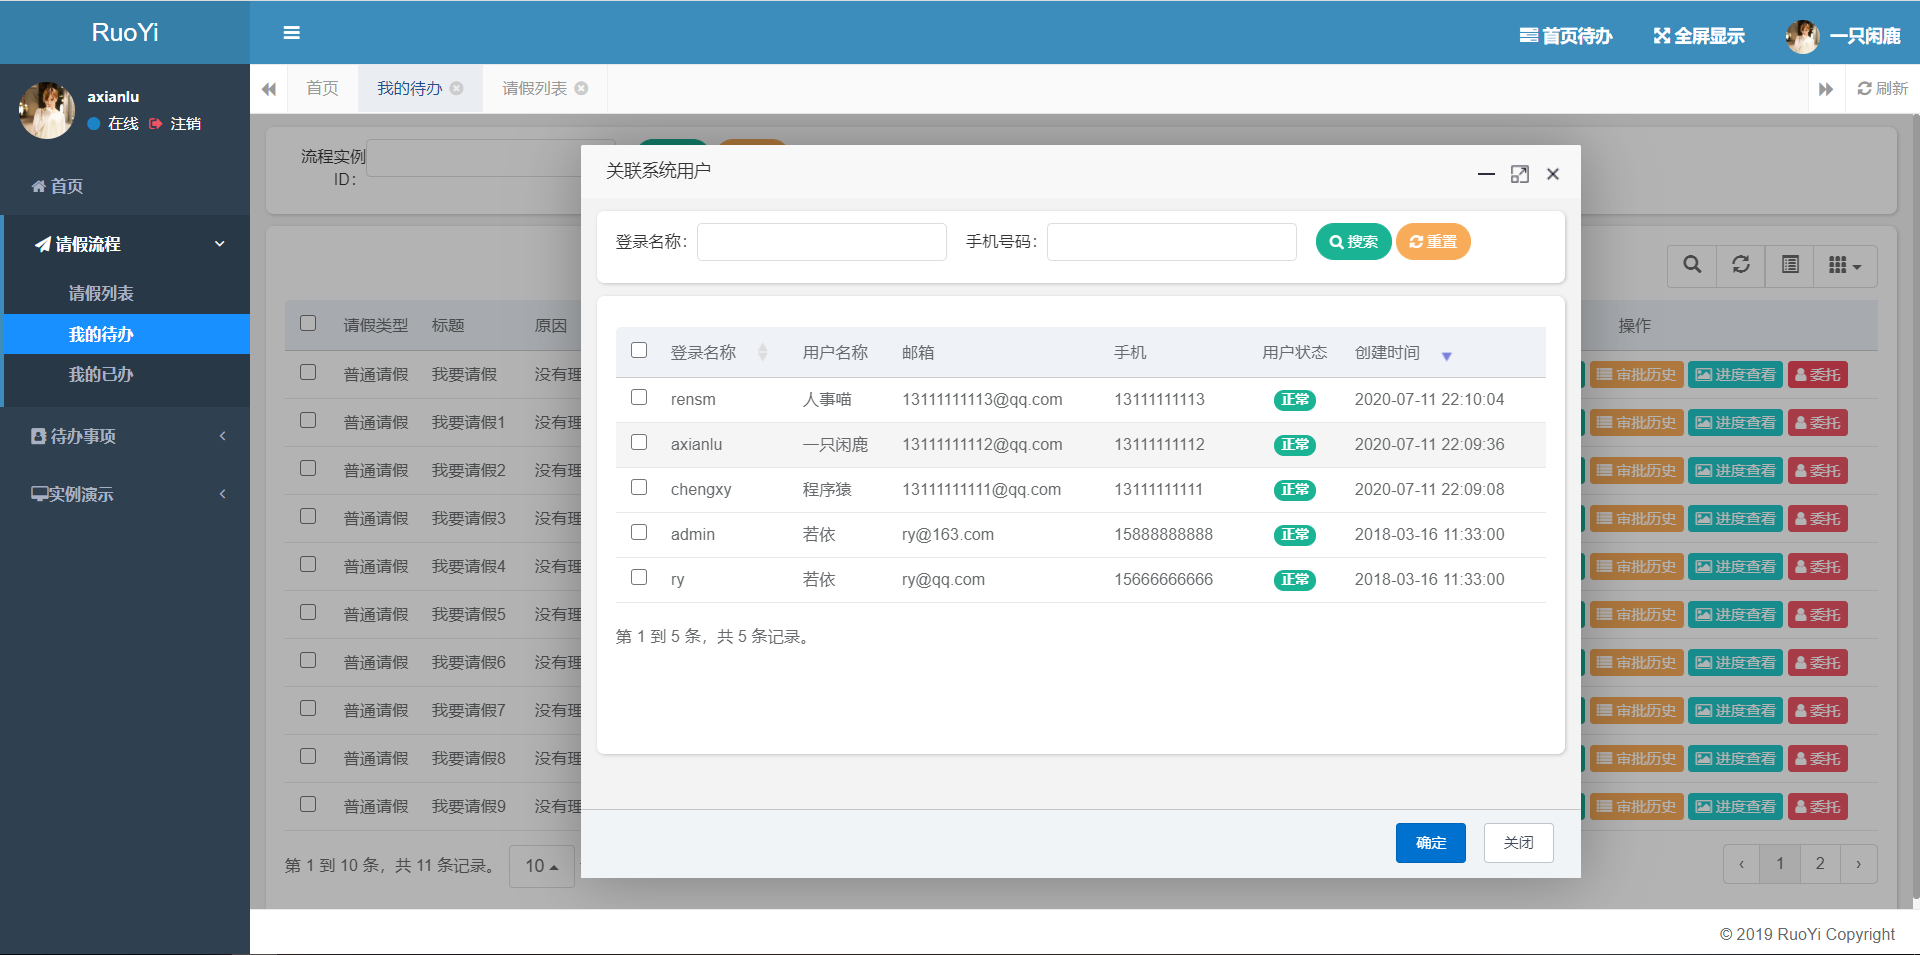 RuoYi
首页待办 全屏显示 一只闲鹿
axianlu
在线 注销
首页 我的待办 请假列表 刷新
首页
请假流程
请假列表
我的待办
我的已办
待办事项
实例演示
流程实例
ID：
关联系统用户
登录名称： 手机号码： 搜索 重置
登录名称 用户名称 邮箱 手机 用户状态 创建时间
rensm 人事喵 13111111113@qq.com 13111111113 正常 2020-07-11 22:10:04
axianlu 一只闲鹿 13111111112@qq.com 13111111112 正常 2020-07-11 22:09:36
chengxy 程序猿 13111111111@qq.com 13111111111 正常 2020-07-11 22:09:08
admin 若依 ry@163.com 15888888888 正常 2018-03-16 11:33:00
ry 若依 ry@qq.com 15666666666 正常 2018-03-16 11:33:00
第 1 到 5 条，共 5 条记录。
确定 关闭
请假类型 标题 原因 操作
普通请假 我要请假 没有理 审批历史 进度查看 委托
普通请假 我要请假1 没有理 审批历史 进度查看 委托
普通请假 我要请假2 没有理 审批历史 进度查看 委托
普通请假 我要请假3 没有理 审批历史 进度查看 委托
普通请假 我要请假4 没有理 审批历史 进度查看 委托
普通请假 我要请假5 没有理 审批历史 进度查看 委托
普通请假 我要请假6 没有理 审批历史 进度查看 委托
普通请假 我要请假7 没有理 审批历史 进度查看 委托
普通请假 我要请假8 没有理 审批历史 进度查看 委托
普通请假 我要请假9 没有理 审批历史 进度查看 委托
第 1 到 10 条，共 11 条记录。 10 ‹ 1 2 ›
© 2019 RuoYi Copyright